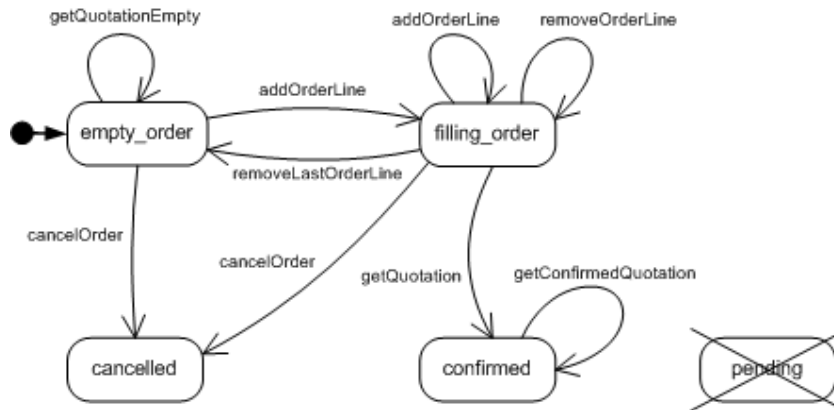 getQuotationEmpty
addOrderLine
removeOrderLine
addOrderLine
empty_order
filling_order
removeLastOrderLine
cancelOrder
cancelOrder
getQuotation
getConfirmedQuotation
cancelled
confirmed
pending